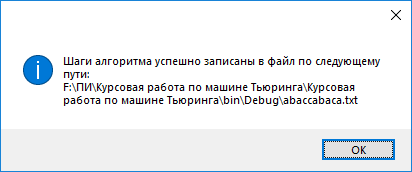 Шаги алгоритма успешно записаны в файл по следующему
пути:
F:\ПИ\Курсовая работа по машине Тьюринга\Курсовая
работа по машине Тьюринга\bin\Debug\abaccabaca.txt
OK